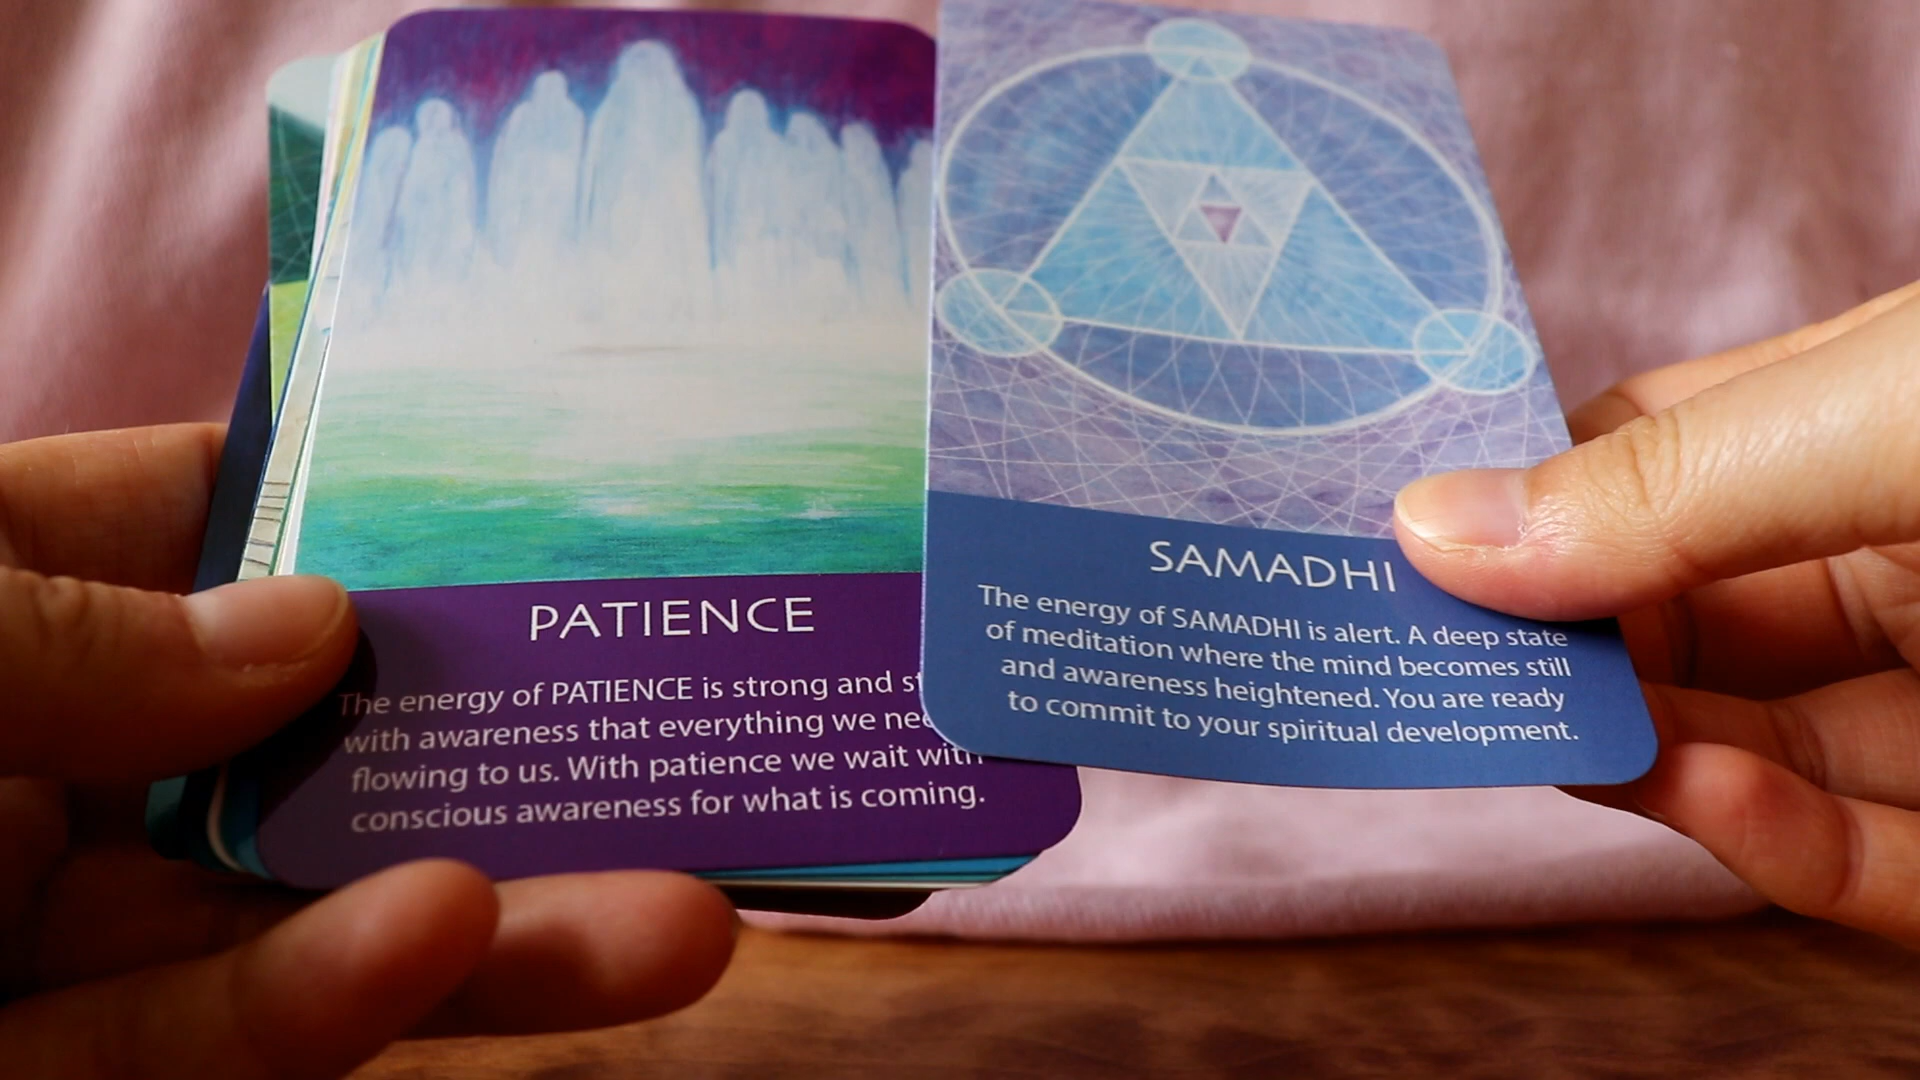 PATIENCE
The energy of PATIENCE is strong and
with awareness that everything we
flowing to us. With patience we wait with
conscious awareness for what is coming.
SAMADHI
The energy of SAMADHI is alert. A deep state
of meditation where the mind becomes still
and awareness heightened. You are ready
to commit to your spiritual development.